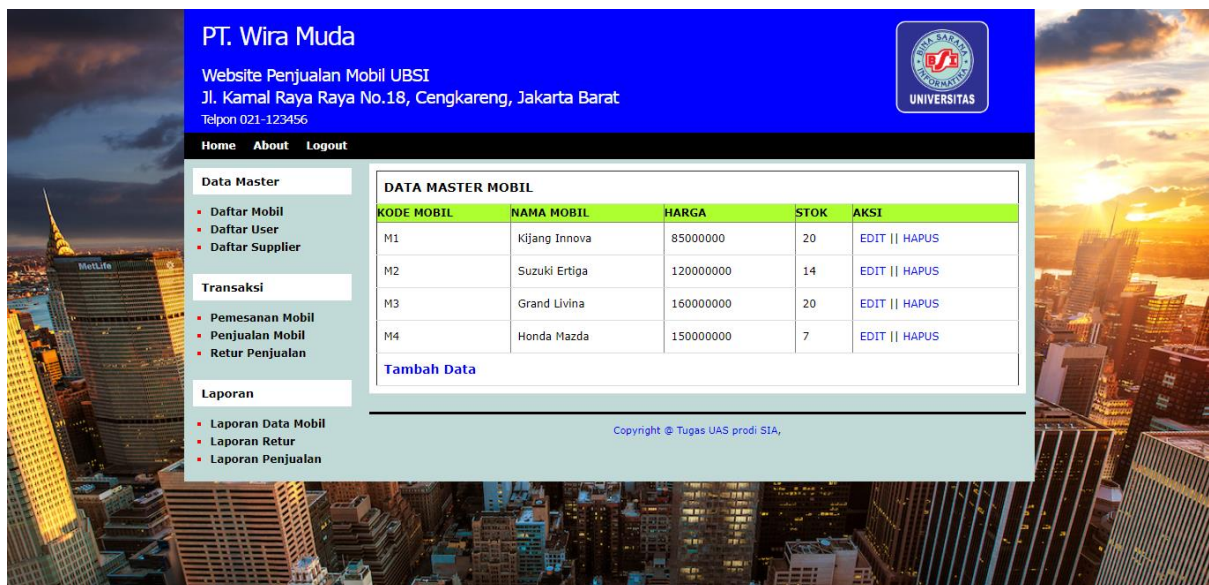 PT. Wira Muda
Website Penjualan Mobil UBSI
Jl. Kamal Raya Raya No.18, Cengkareng, Jakarta Barat
Telpon 021-123456
BINA SARANA
BSI
INFORMATIKA
UNIVERSITAS
Home About Logout
Data Master
Daftar Mobil
Daftar User
Daftar Supplier
Transaksi
Pemesanan Mobil
Penjualan Mobil
Retur Penjualan
Laporan
Laporan Data Mobil
Laporan Retur
Laporan Penjualan
DATA MASTER MOBIL
KODE MOBIL NAMA MOBIL HARGA STOK AKSI
M1 Kijang Innova 85000000 20 EDIT || HAPUS
M2 Suzuki Ertiga 120000000 14 EDIT || HAPUS
M3 Grand Livina 160000000 20 EDIT || HAPUS
M4 Honda Mazda 150000000 7 EDIT || HAPUS
Tambah Data
Copyright @ Tugas UAS prodi SIA,
MetLife